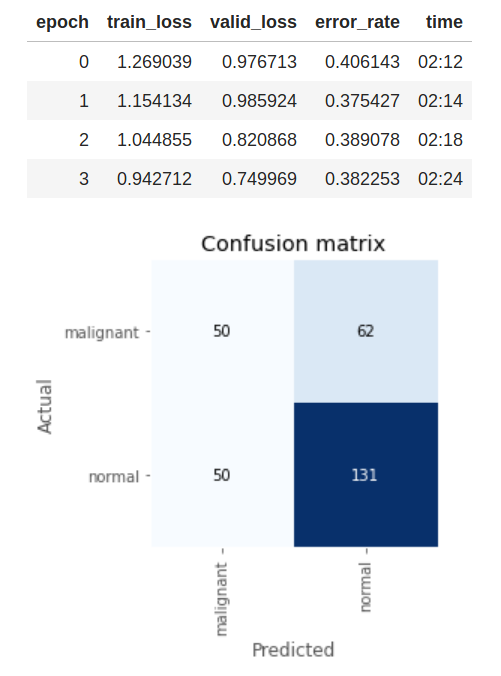 epoch train_loss valid_loss error_rate time
0 1.269039 0.976713 0.406143 02:12
1 1.154134 0.985924 0.375427 02:14
2 1.044855 0.820868 0.389078 02:18
3 0.942712 0.749969 0.382253 02:24
Confusion matrix
Actual
malignant 50 62
normal 50 131
malignant normal
Predicted